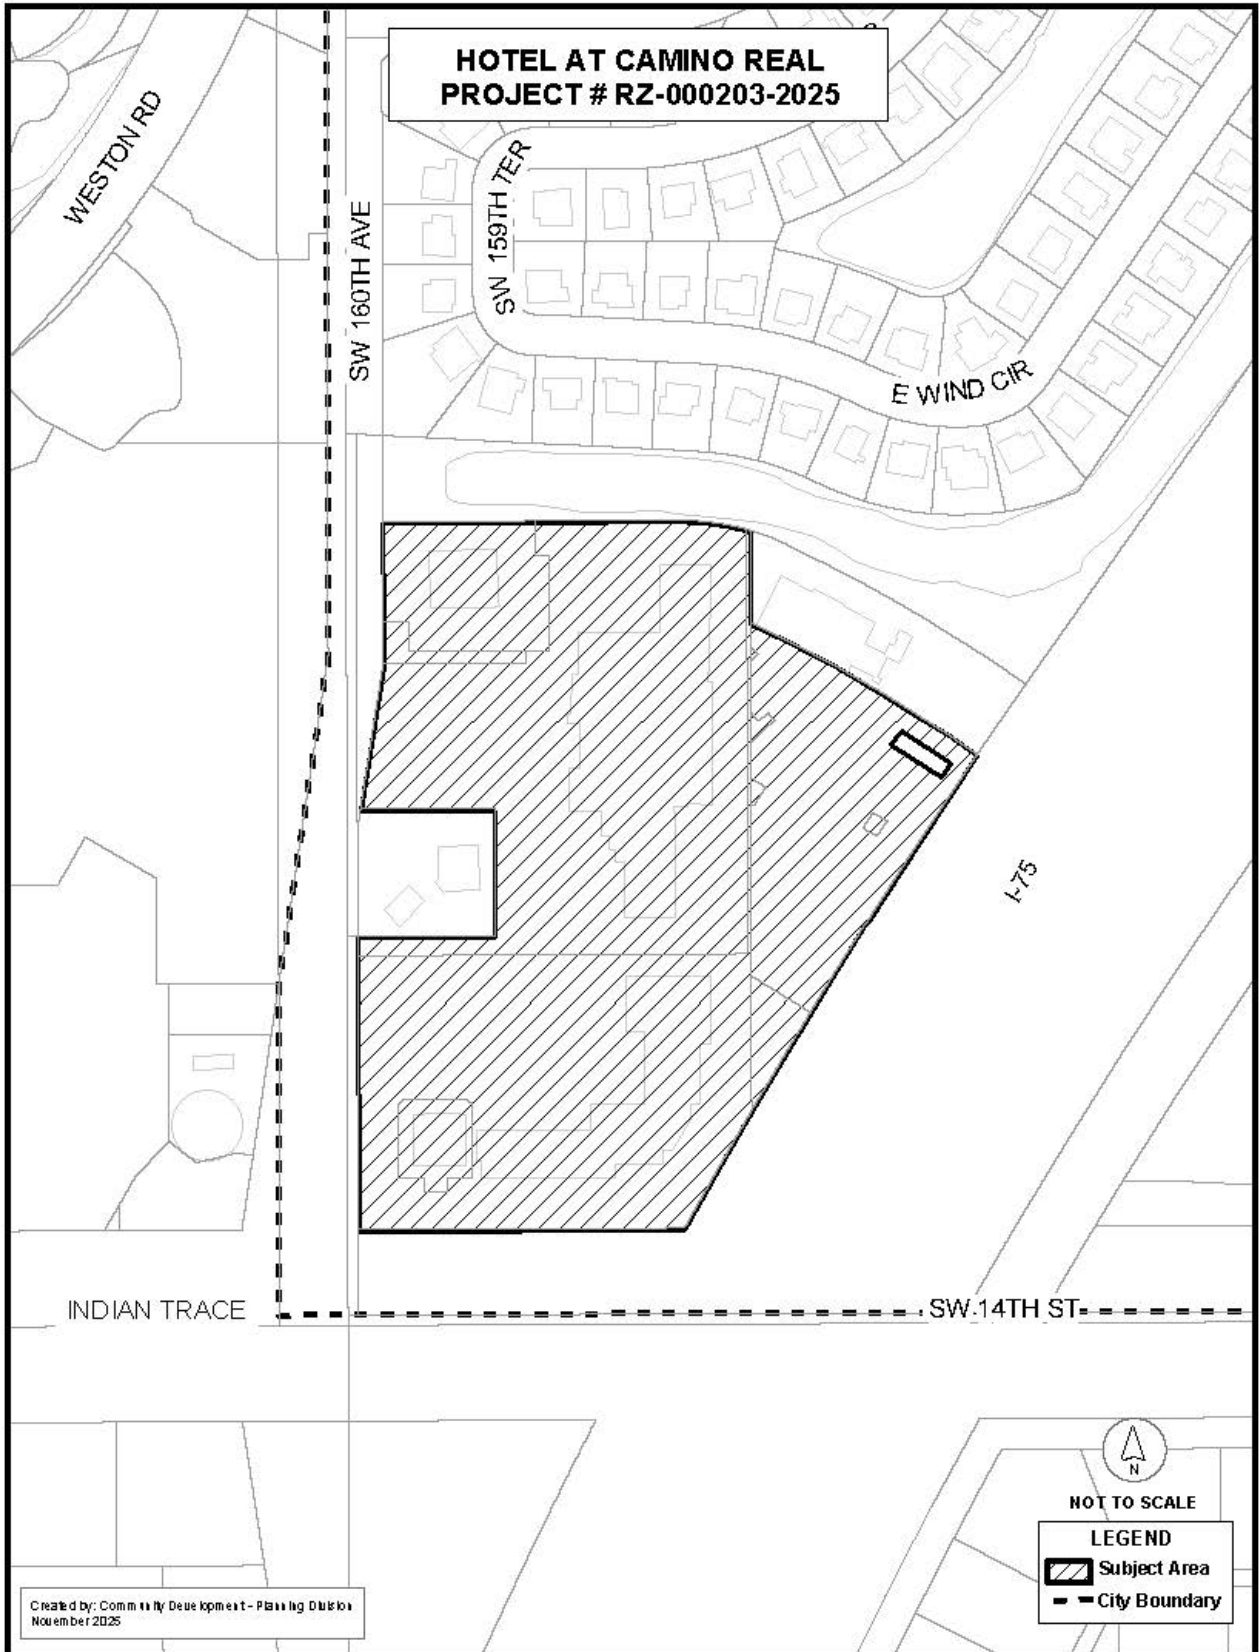 HOTEL AT CAMINO REAL
PROJECT # RZ-000203-2025
WESTON RD
SW 160TH AVE
SW 159TH TER
E WIND CIR
I-75
INDIAN TRACE
SW 14TH ST
N
NOT TO SCALE
LEGEND
Subject Area
City Boundary
Created by: Community Development - Planning Division
November 2025